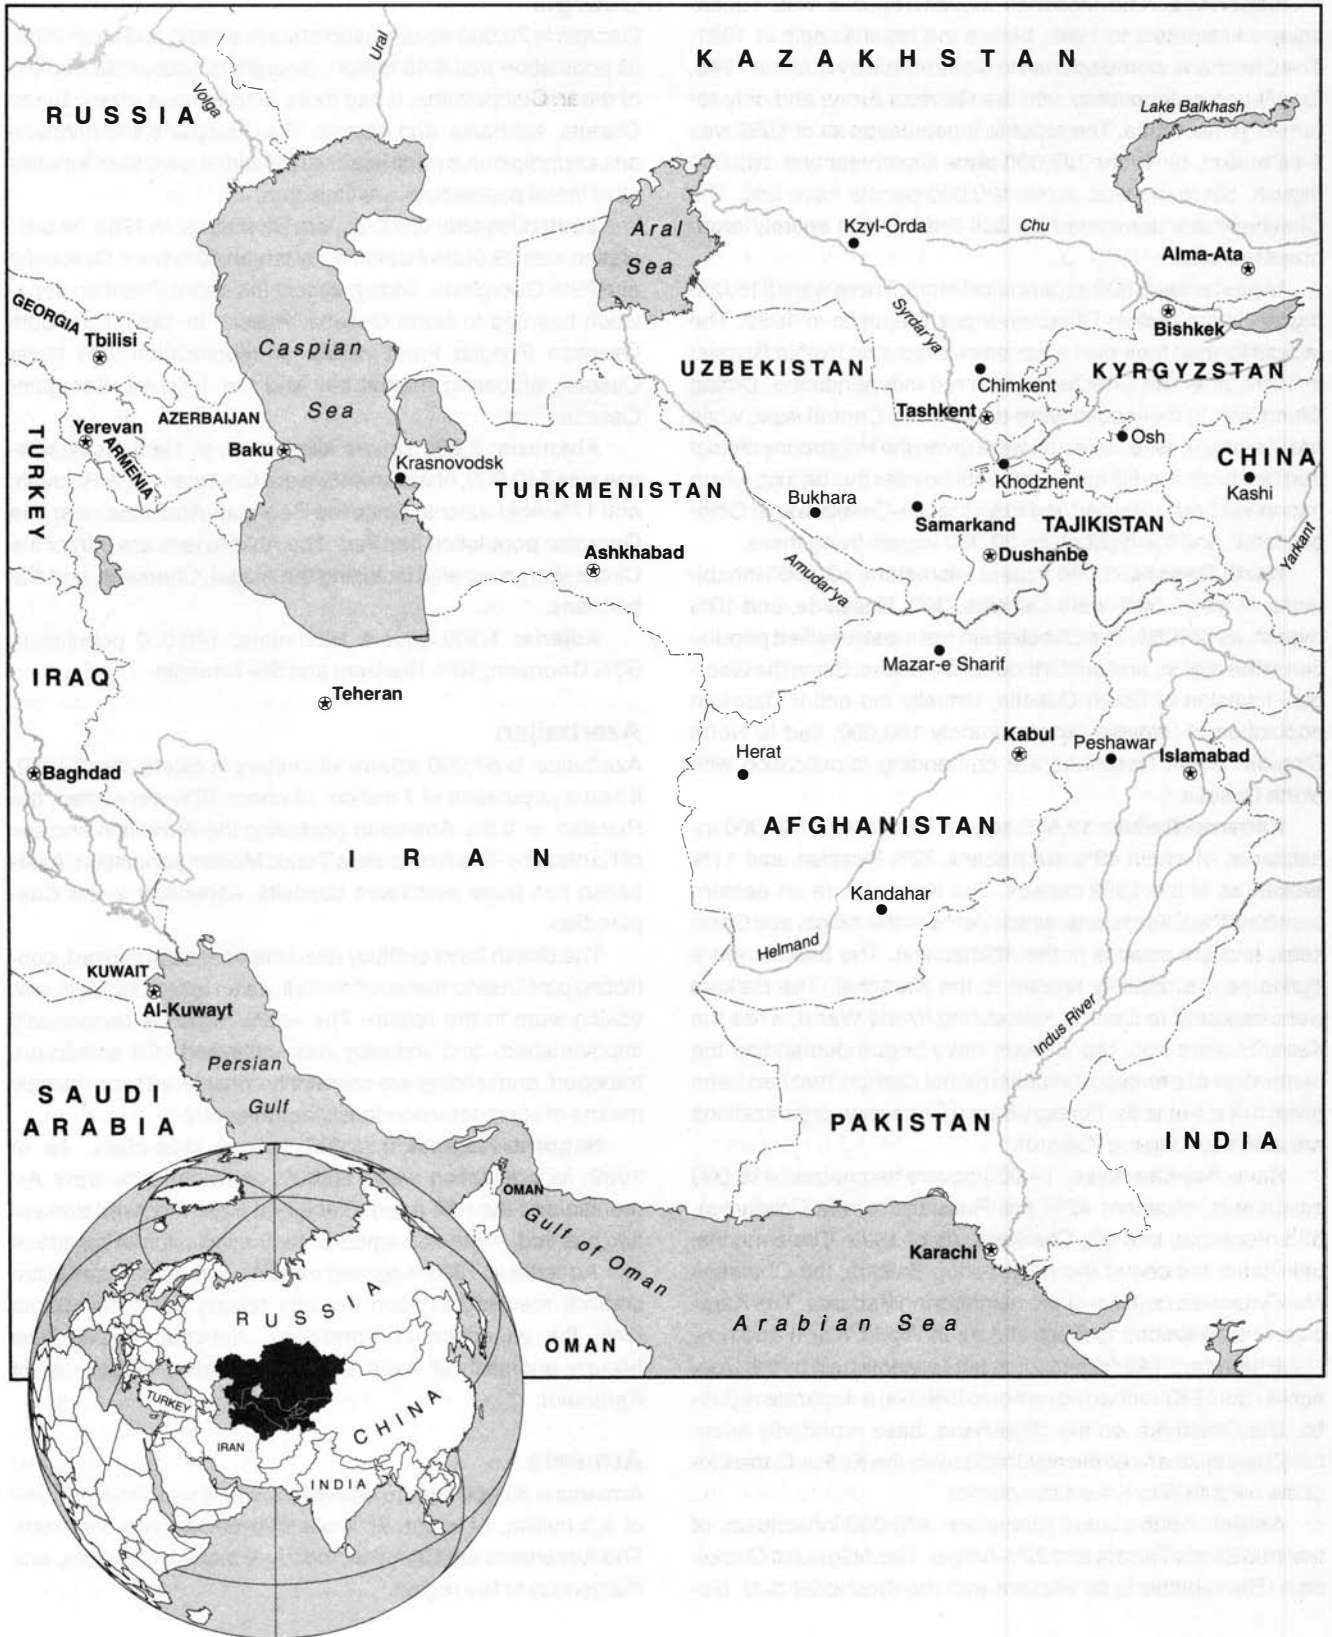 KAZAKHSTAN
RUSSIA
Volga
Ural
Lake Balkhash
Aral
Sea
Kzyl-Orda
Chu
Alma-Ata
GEORGIA
Tbilisi
Caspian
Sea
Syrdar'ya
Bishkek
UZBEKISTAN
Chimkent
KYRGYZSTAN
AZERBAIJAN
Tashkent
TURKEY
Yerevan
ARMENIA
Baku
Osh
Krasnovodsk
CHINA
TURKMENISTAN
Bukhara
Khodzhent
Kashi
Samarkand
TAJIKISTAN
Yarkant
Ashkhabad
Dushanbe
Amudar'ya
Mazar-e Sharif
IRAQ
Teheran
Baghdad
Herat
Kabul
Peshawar
Islamabad
AFGHANISTAN
IRAN
Kandahar
Helmand
KUWAIT
Al-Kuwayt
Indus River
Persian
Gulf
SAUDI
ARABIA
PAKISTAN
INDIA
OMAN
Gulf of Oman
Karachi
Arabian Sea
OMAN
RUSSIA
TURKEY
CHINA
IRAN
INDIA